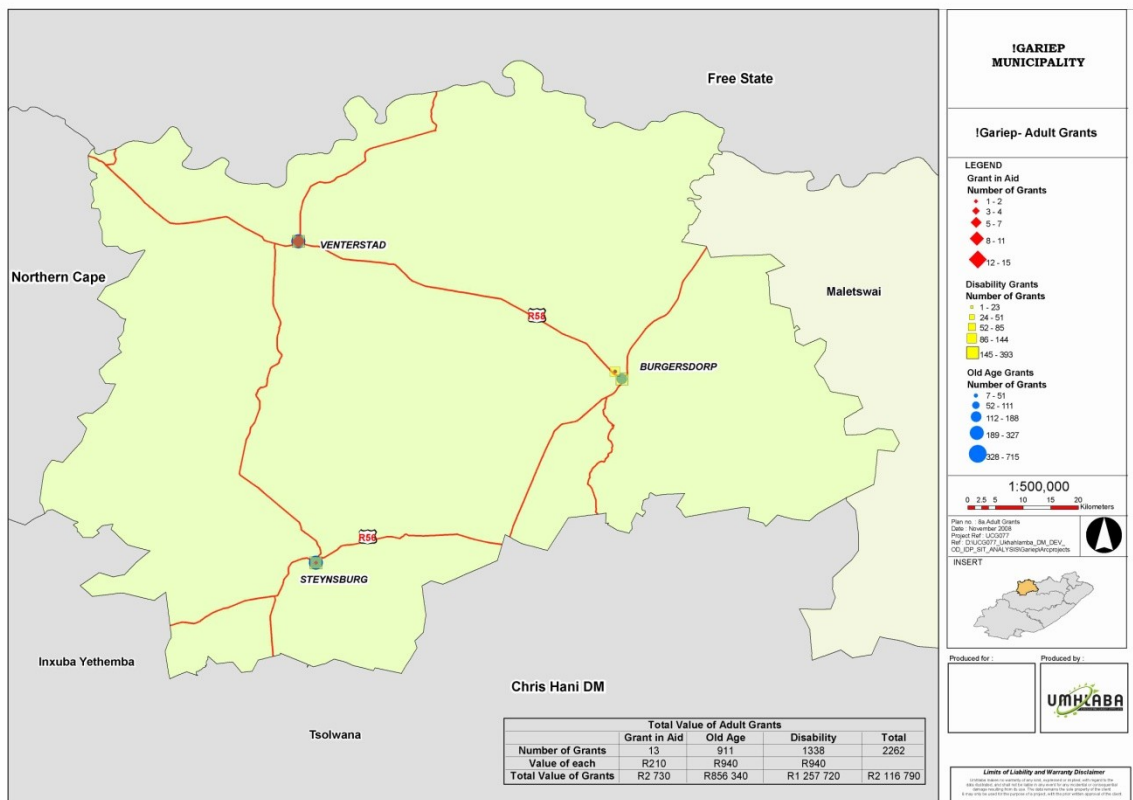 Free State
Northern Cape
VENTERSTAD
Maletswai
R58
BURGERSDORP
R56
STEYNSBURG
Inxuba Yethemba
Chris Hani DM
Tsolwana
Total Value of Adult Grants
Grant in Aid Old Age Disability Total
Number of Grants 13 911 1338 2262
Value of each R210 R940 R940
Total Value of Grants R2 730 R856 340 R1 257 720 R2 116 790
!GARIEP
MUNICIPALITY
!Gariep- Adult Grants
LEGEND
Grant in Aid
Number of Grants
1 - 2
3 - 4
5 - 7
8 - 11
12 - 15
Disability Grants
Number of Grants
1 - 23
24 - 51
52 - 85
86 - 144
145 - 393
Old Age Grants
Number of Grants
7 - 51
52 - 111
112 - 188
189 - 327
328 - 715
1:500,000
0 2.5 5 10 15 20
Kilometers
Plan no. : 8a Adult Grants
Date : November 2008
Project Ref : UCG077
Ref : D\UCG077_Ukhahlamba_DM_DEV_
OD_IDP_SIT_ANALYSIS\Gariep\Arcprojects
INSERT
Produced for :
Produced by :
UMHLABA
Limits of Liability and Warranty Disclaimer